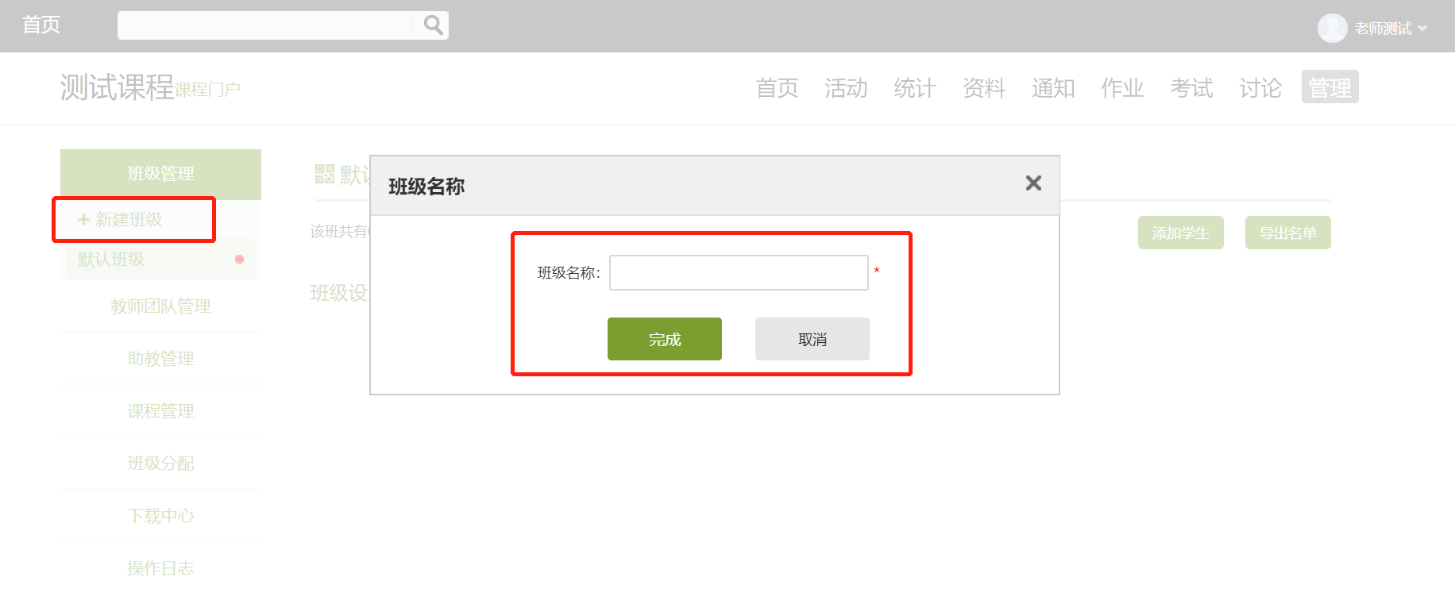 首页
老师测试
测试课程课程门户
首页 活动 统计 资料 通知 作业 考试 讨论 管理
班级管理
+ 新建班级
默认班级
教师团队管理
助教管理
课程管理
班级分配
下载中心
操作日志
默认
该班共有
添加学生 导出名单
班级设
班级名称
班级名称： *
完成 取消